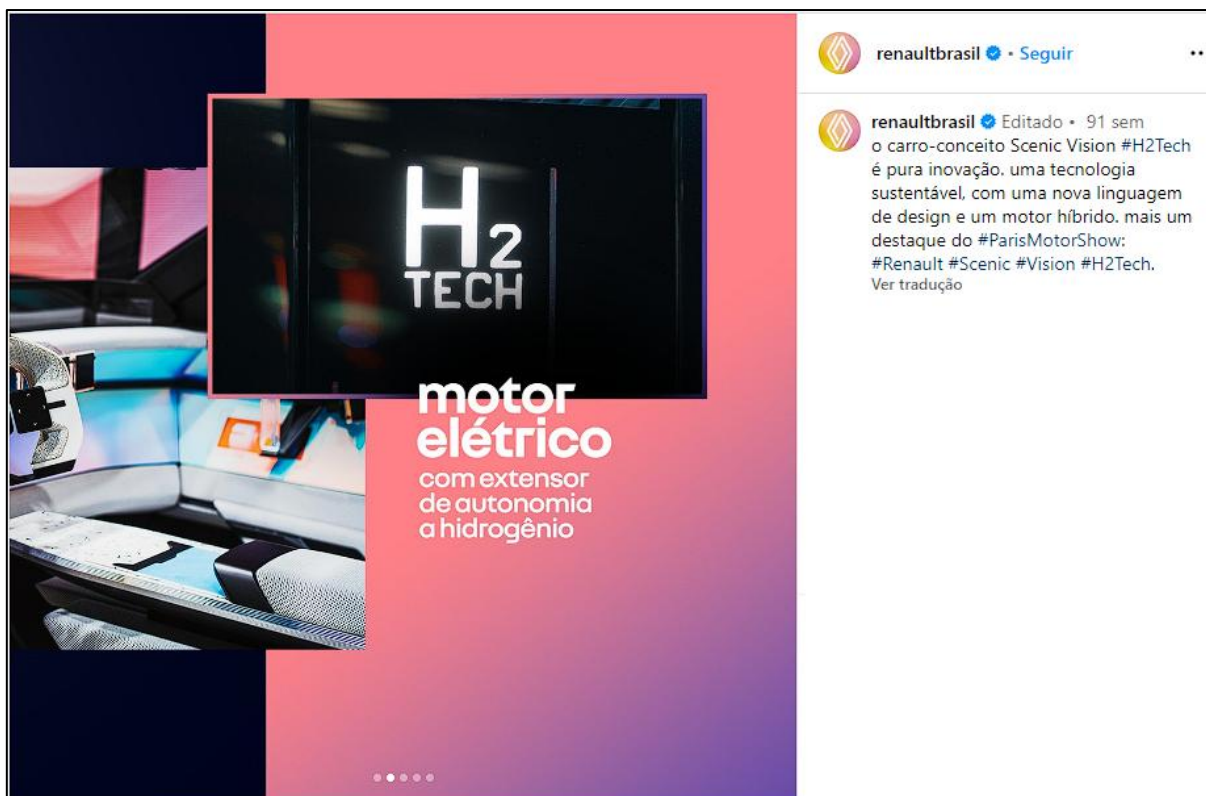 H2
TECH
motor
elétrico
com extensor
de autonomia
a hidrogênio
renaultbrasil • Seguir
renaultbrasil Editado • 91 sem
o carro-conceito Scenic Vision #H2Tech
é pura inovação. uma tecnologia
sustentável, com uma nova linguagem
de design e um motor híbrido. mais um
destaque do #ParisMotorShow:
#Renault #Scenic #Vision #H2Tech.
Ver tradução